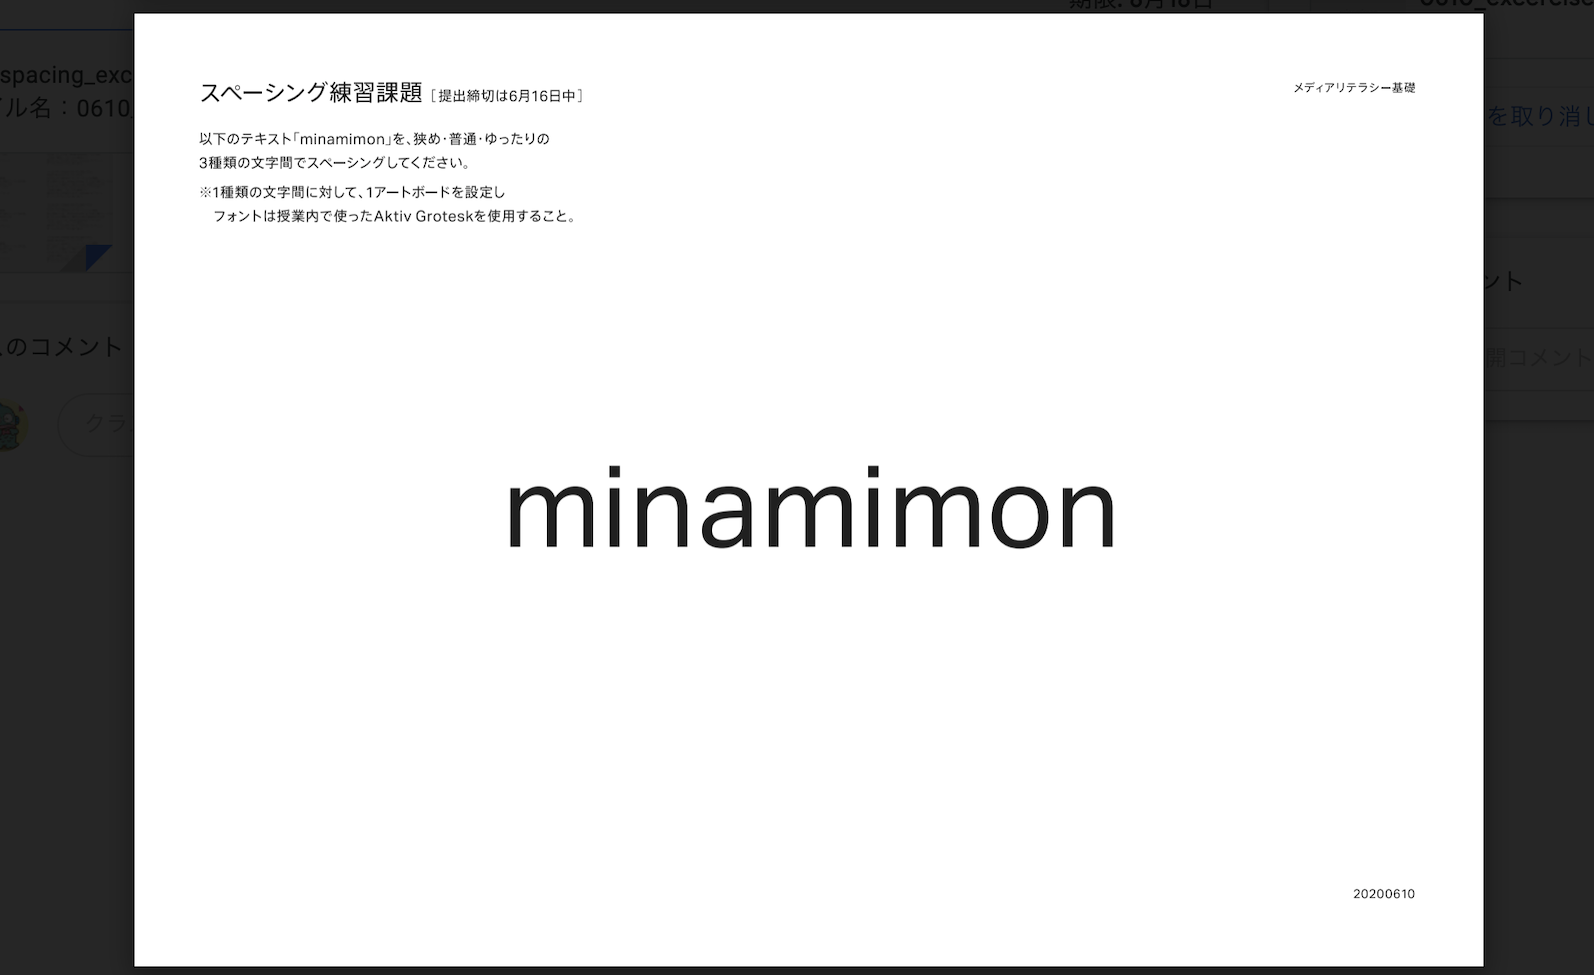 スペーシング練習課題 [ 提出締切は6月16日中 ]
メディアリテラシー基礎
以下のテキスト「minamimon」を、狭め・普通・ゆったりの
3種類の文字間でスペーシングしてください。
※1種類の文字間に対して、1アートボードを設定し
フォントは授業内で使ったAktiv Groteskを使用すること。
minamimon
20200610
期限: 6月16日
spacing_exc
ル名：0610
を取り消し
のコメント
ント
開コメント
クラ